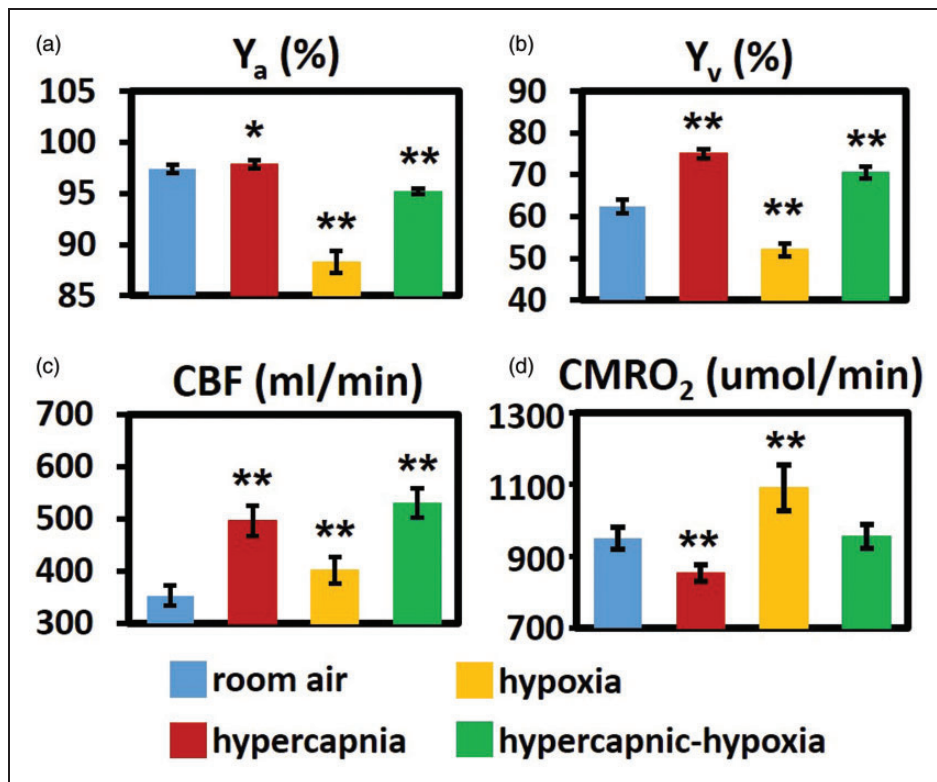 (a)
Yₐ (%)
105
100
95
90
85
*
**
**
(b)
Yᵥ (%)
90
80
70
60
50
40
**
**
**
(c)
CBF (ml/min)
700
600
500
400
300
**
**
**
(d)
CMRO₂ (umol/min)
1300
1100
900
700
**
**
room air
hypoxia
hypercapnia
hypercapnic-hypoxia